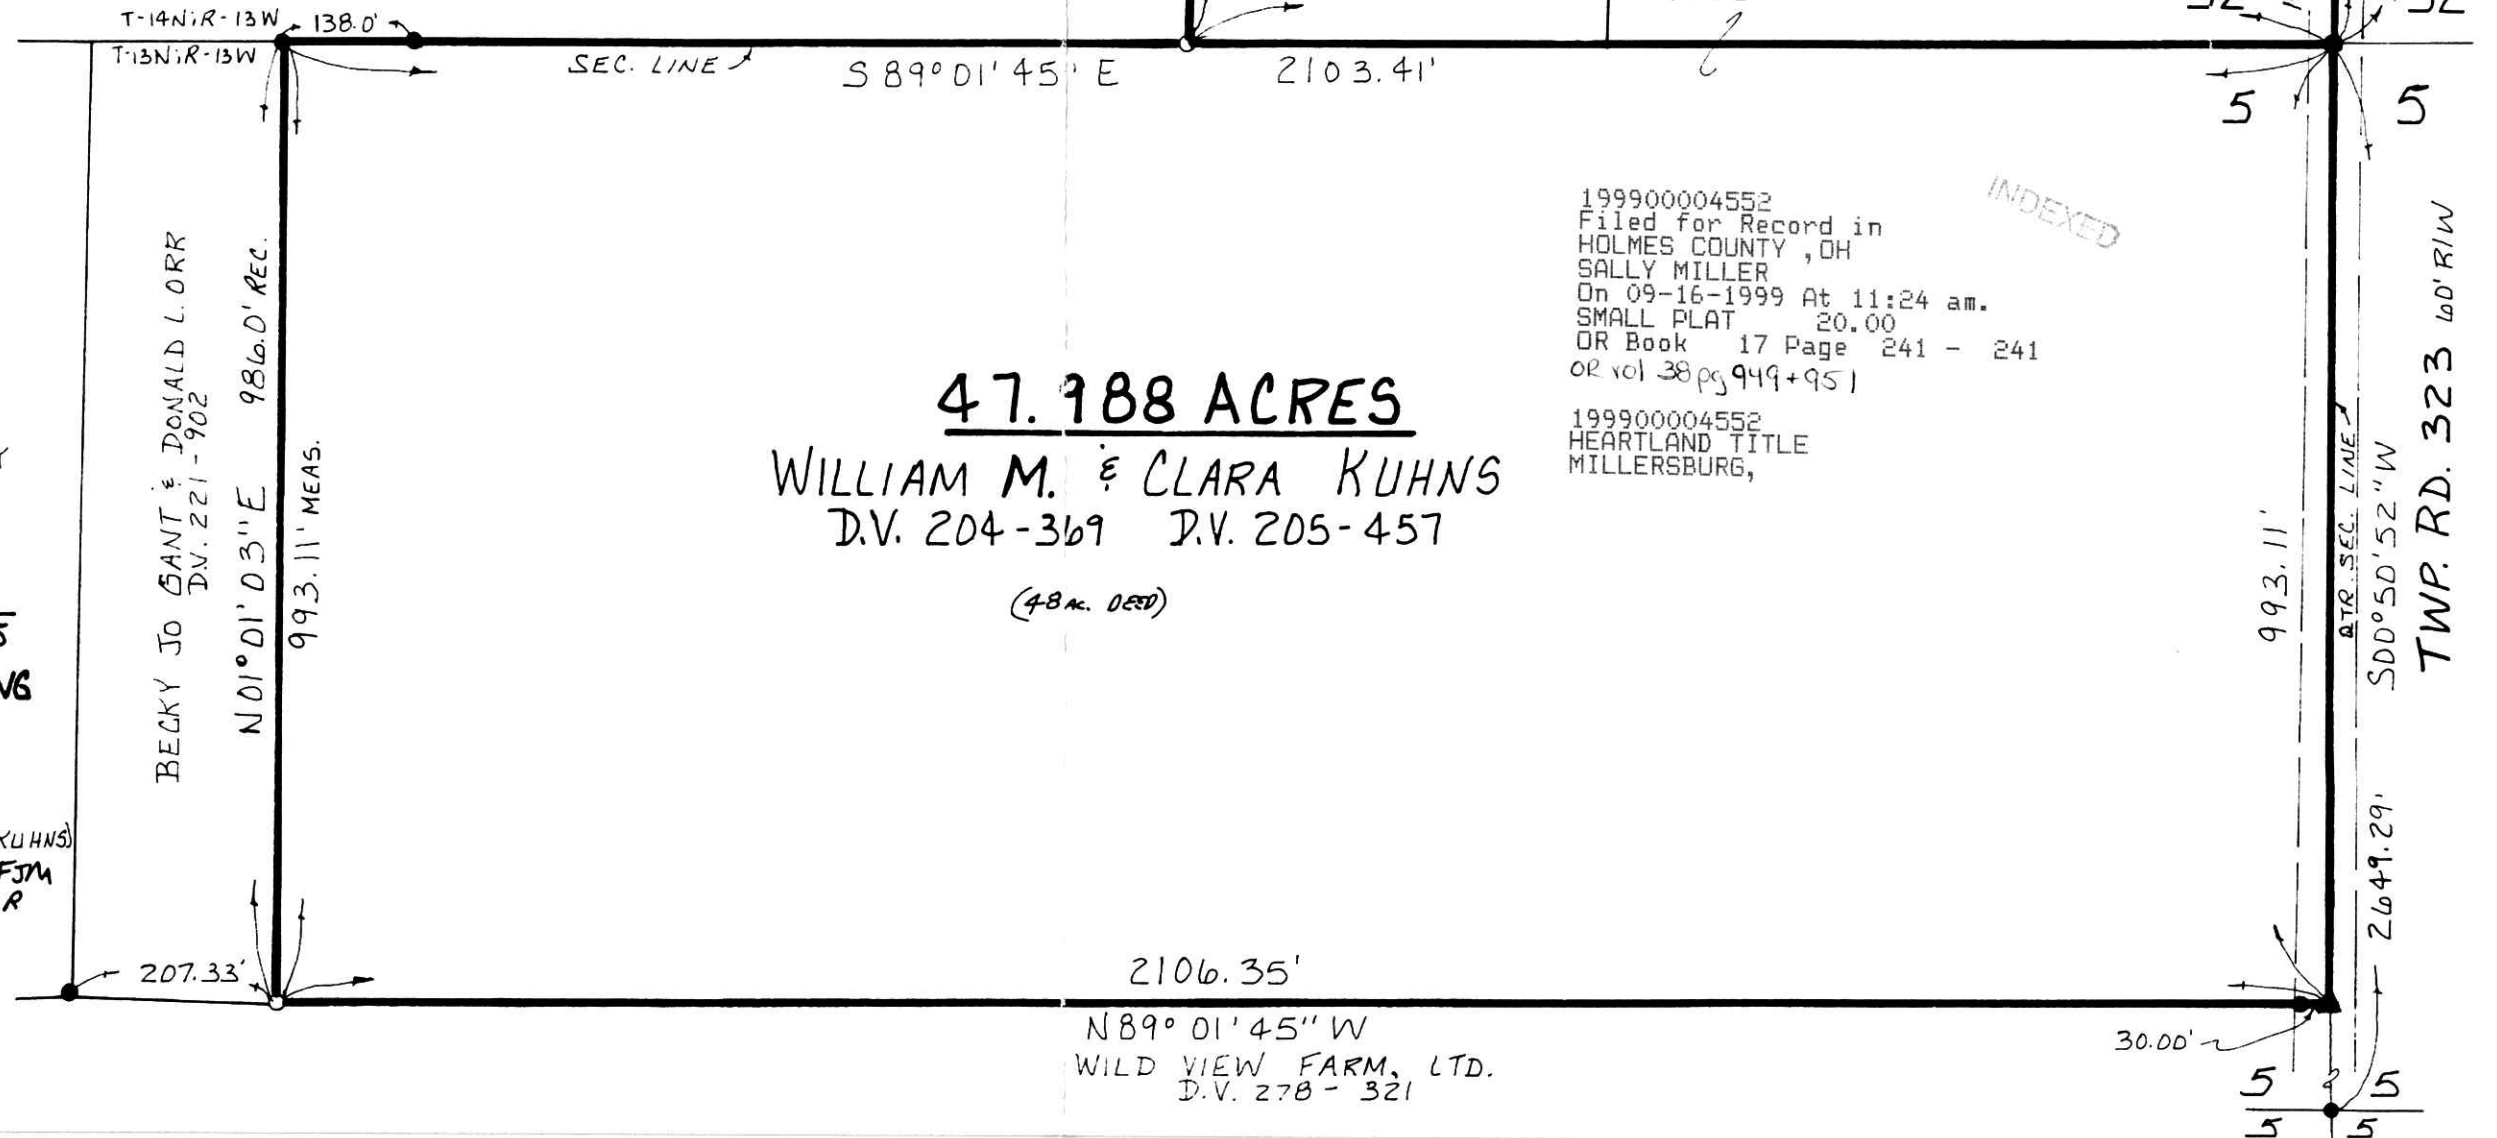 T-14N; R-13W
138.0'
T-13N; R-13W
SEC. LINE
S 89° 01' 45" E 2103.41'
5 5
199900004552
Filed for Record in
HOLMES COUNTY ,OH
SALLY MILLER
On 09-16-1999 At 11:24 am.
SMALL PLAT 20.00
OR Book 17 Page 241 - 241
OR vol 38 pg 949+951
199900004552
HEARTLAND TITLE
MILLERSBURG,
INDEXED
BECKY JO GANT & DONALD L. ORR
D.V. 221-902
N01°01'03"E 986.0' REC.
993.11' MEAS.
47.988 ACRES
WILLIAM M. & CLARA KUHNS
D.V. 204-369 D.V. 205-457
(48 AC. DEED)
993.11'
QTR. SEC. LINE
S00°50'52"W
2649.29'
TWP. RD. 323 60' R/W
KUHNS)
FJM
R
207.33'
2106.35'
N89° 01' 45" W
WILD VIEW FARM, LTD.
D.V. 278 - 321
30.00'
5 5
5 5